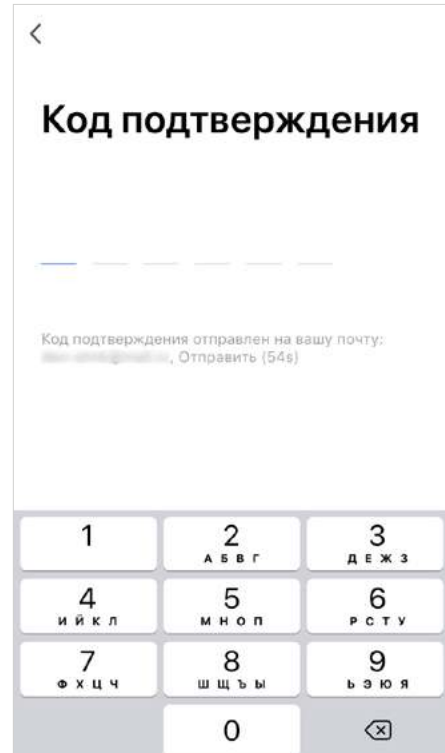 Код подтверждения
Код подтверждения отправлен на вашу почту:
, Отправить (54s)
1
2
3
А Б В Г
Д Е Ж З
4
5
6
И Й К Л
М Н О П
Р С Т У
7
8
9
Ф Х Ц Ч
Ш Щ Ъ Ы
Ь Э Ю Я
0